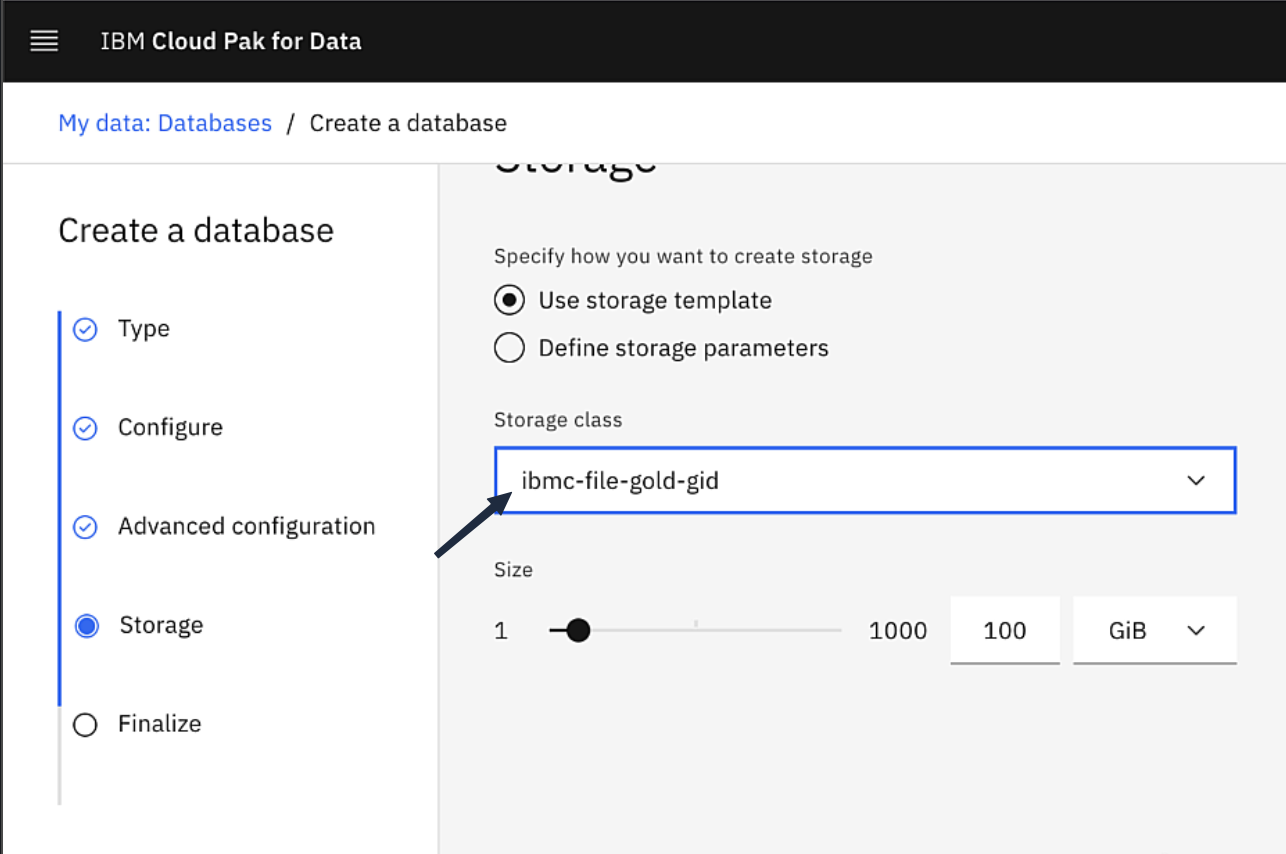 IBM Cloud Pak for Data
My data: Databases / Create a database
Create a database
Type
Configure
Advanced configuration
Storage
Finalize
Storage
Specify how you want to create storage
Use storage template
Define storage parameters
Storage class
ibmc-file-gold-gid
Size
1 1000 100 GiB